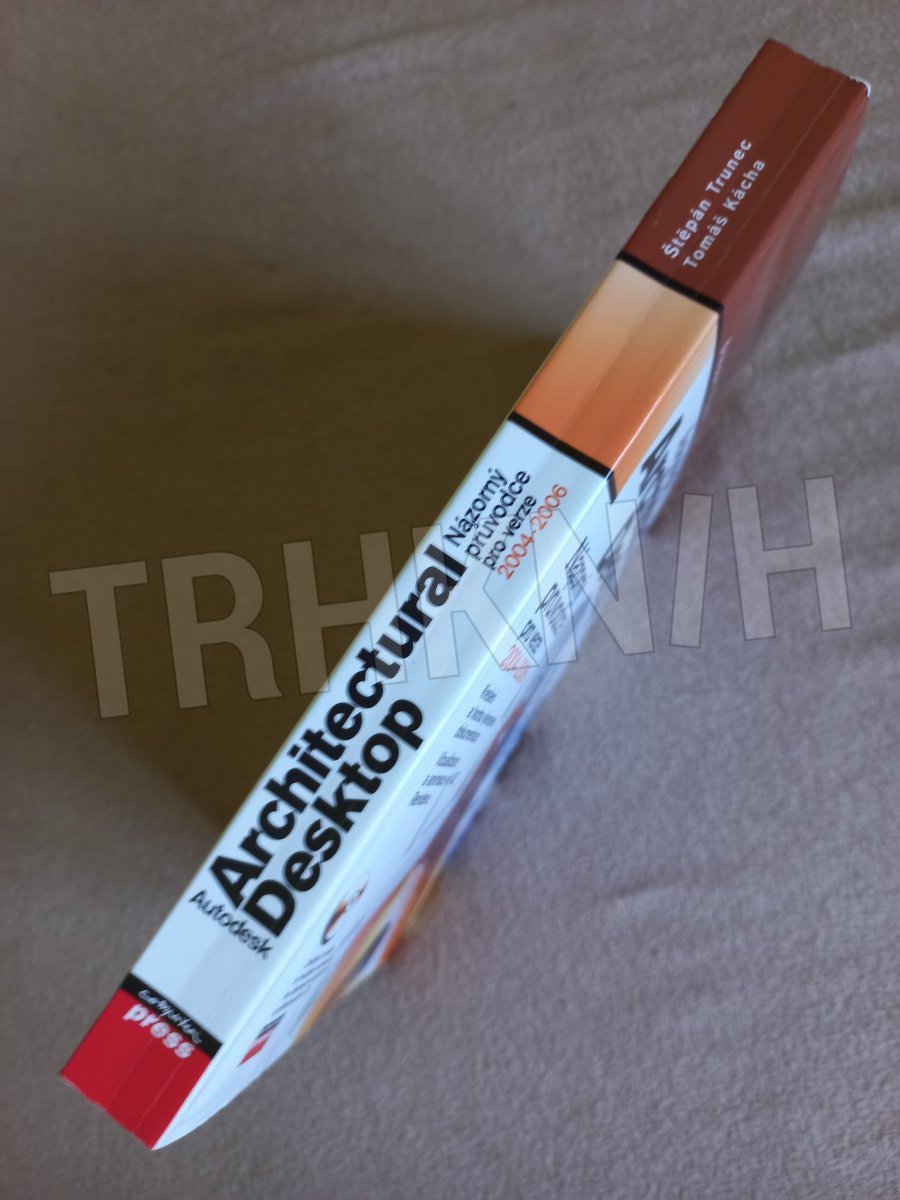 Štěpán Trunec
Tomáš Kácha
Autodesk
Architectural
Desktop
Názorný
průvodce
pro verze
2004-2006
computer
press
TRHKNIH